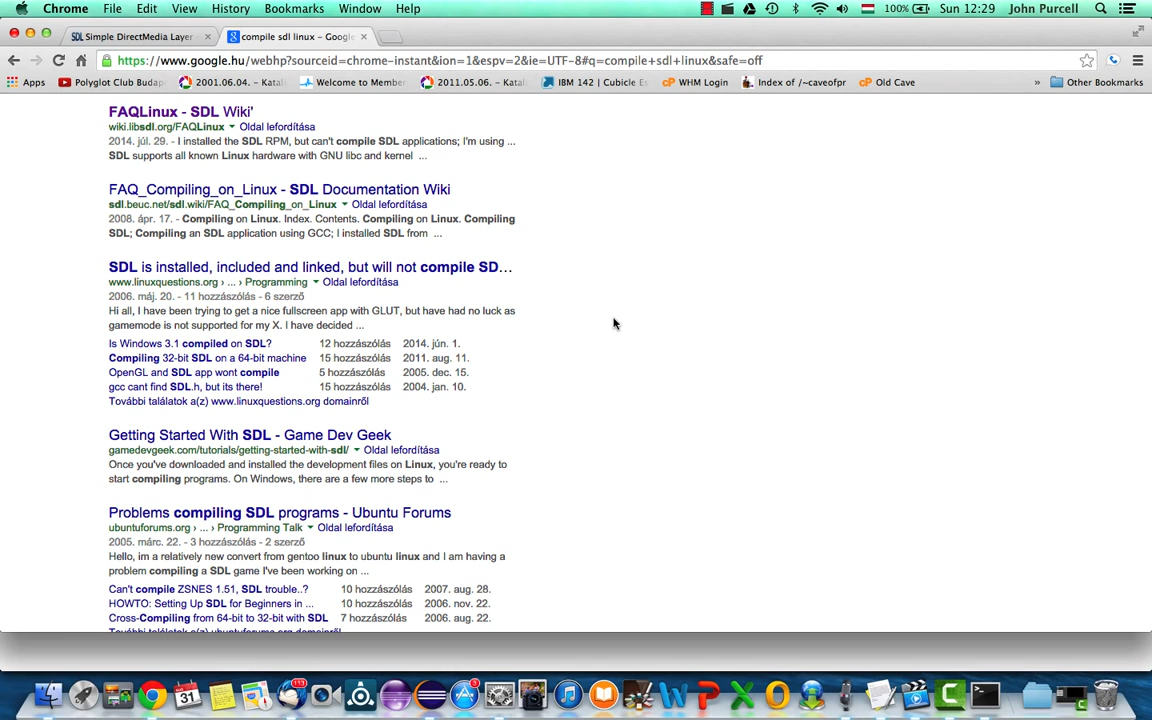 Chrome File Edit View History Bookmarks Window Help 100% Sun 12:29 John Purcell
SDL Simple DirectMedia Layer × compile sdl linux – Google ×
https://www.google.hu/webhp?sourceid=chrome-instant&ion=1&espv=2&ie=UTF-8#q=compile+sdl+linux&safe=off
Apps Polyglot Club Budap 2001.06.04. - Katali Welcome to Member 2011.05.06. - Katali IBM 142 | Cubicle Es WHM Login Index of /~caveofpr Old Cave » Other Bookmarks
FAQLinux - SDL Wiki'
wiki.libsdl.org/FAQLinux ▼ Oldal lefordítása
2014. júl. 29. - I installed the SDL RPM, but can't compile SDL applications; I'm using ...
SDL supports all known Linux hardware with GNU libc and kernel ...
FAQ_Compiling_on_Linux - SDL Documentation Wiki
sdl.beuc.net/sdl.wiki/FAQ_Compiling_on_Linux ▼ Oldal lefordítása
2008. ápr. 17. - Compiling on Linux. Index. Contents. Compiling on Linux. Compiling
SDL; Compiling an SDL application using GCC; I installed SDL from ...
SDL is installed, included and linked, but will not compile SD...
www.linuxquestions.org › ... › Programming ▼ Oldal lefordítása
2006. máj. 20. - 11 hozzászólás - 6 szerző
Hi all, I have been trying to get a nice fullscreen app with GLUT, but have had no luck as
gamemode is not supported for my X. I have decided ...
Is Windows 3.1 compiled on SDL? 12 hozzászólás 2014. jún. 1.
Compiling 32-bit SDL on a 64-bit machine 15 hozzászólás 2011. aug. 11.
OpenGL and SDL app wont compile 5 hozzászólás 2005. dec. 15.
gcc cant find SDL.h, but its there! 15 hozzászólás 2004. jan. 10.
További találatok a(z) www.linuxquestions.org domainről
Getting Started With SDL - Game Dev Geek
gamedevgeek.com/tutorials/getting-started-with-sdl/ ▼ Oldal lefordítása
Once you've downloaded and installed the development files on Linux, you're ready to
start compiling programs. On Windows, there are a few more steps to ...
Problems compiling SDL programs - Ubuntu Forums
ubuntuforums.org › ... › Programming Talk ▼ Oldal lefordítása
2005. márc. 22. - 3 hozzászólás - 2 szerző
Hello, im a relatively new convert from gentoo linux to ubuntu linux and I am having a
problem compiling a SDL game I've been working on ...
Can't compile ZSNES 1.51, SDL trouble..? 10 hozzászólás 2007. aug. 28.
HOWTO: Setting Up SDL for Beginners in ... 10 hozzászólás 2006. nov. 22.
Cross-Compiling from 64-bit to 32-bit with SDL 7 hozzászólás 2006. aug. 22.
További találatok a(z) ubuntuforums.org domainről
113 31 3